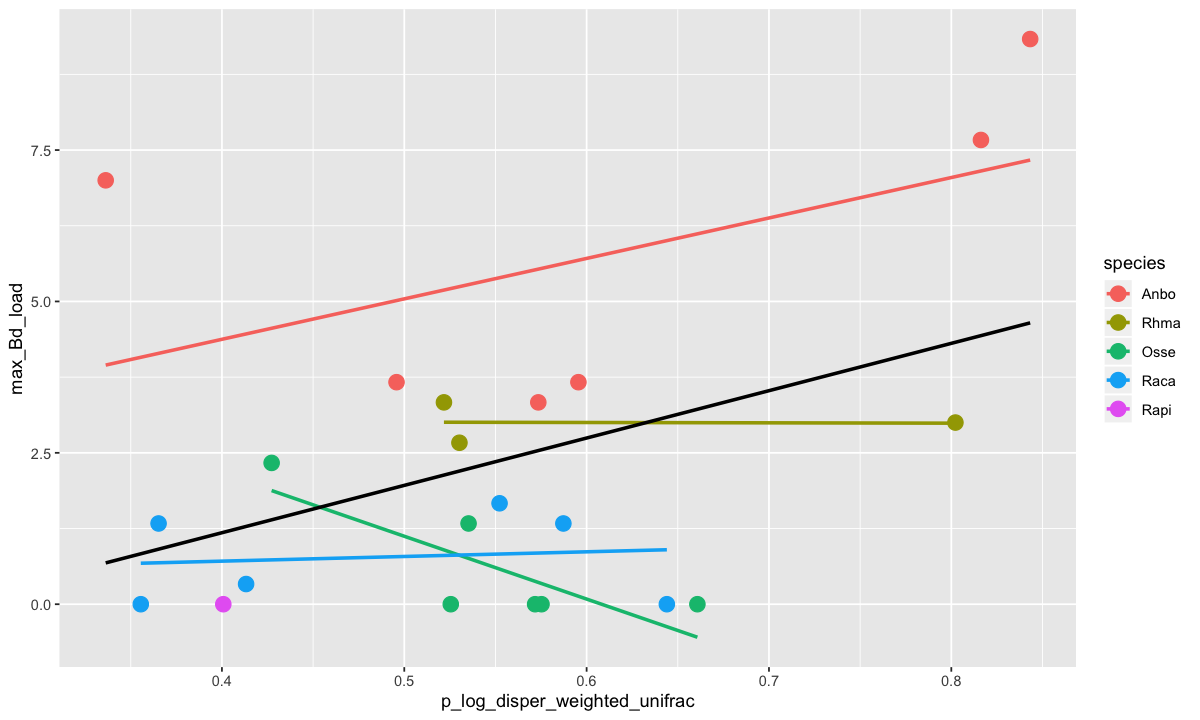 7.5
5.0
2.5
0.0
max_Bd_load
0.4 0.5 0.6 0.7 0.8
p_log_disper_weighted_unifrac
species
Anbo
Rhma
Osse
Raca
Rapi